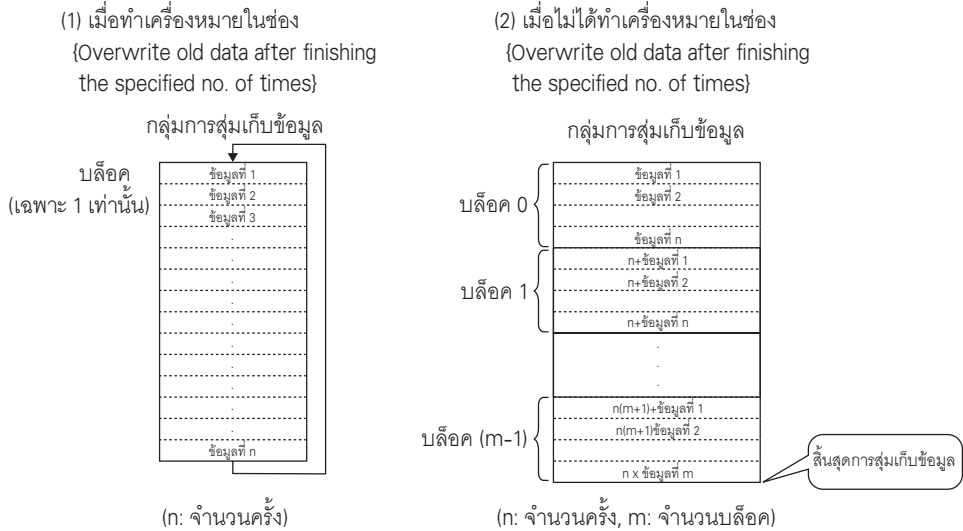 (1) เมื่อทำเครื่องหมายในช่อง
{Overwrite old data after finishing
the specified no. of times}
กลุ่มการสุ่มเก็บข้อมูล
บล็อค
(เฉพาะ 1 เท่านั้น)
ข้อมูลที่ 1
ข้อมูลที่ 2
ข้อมูลที่ 3
.
.
.
.
.
.
.
.
.
.
ข้อมูลที่ n
(n: จำนวนครั้ง)
(2) เมื่อไม่ได้ทำเครื่องหมายในช่อง
{Overwrite old data after finishing
the specified no. of times}
กลุ่มการสุ่มเก็บข้อมูล
บล็อค 0
ข้อมูลที่ 1
ข้อมูลที่ 2
ข้อมูลที่ n
บล็อค 1
n+ข้อมูลที่ 1
n+ข้อมูลที่ 2
n+ข้อมูลที่ n
.
.
.
บล็อค (m-1)
n(m+1)+ข้อมูลที่ 1
n(m+1)ข้อมูลที่ 2
n x ข้อมูลที่ m
สิ้นสุดการสุ่มเก็บข้อมูล
(n: จำนวนครั้ง, m: จำนวนบล็อค)